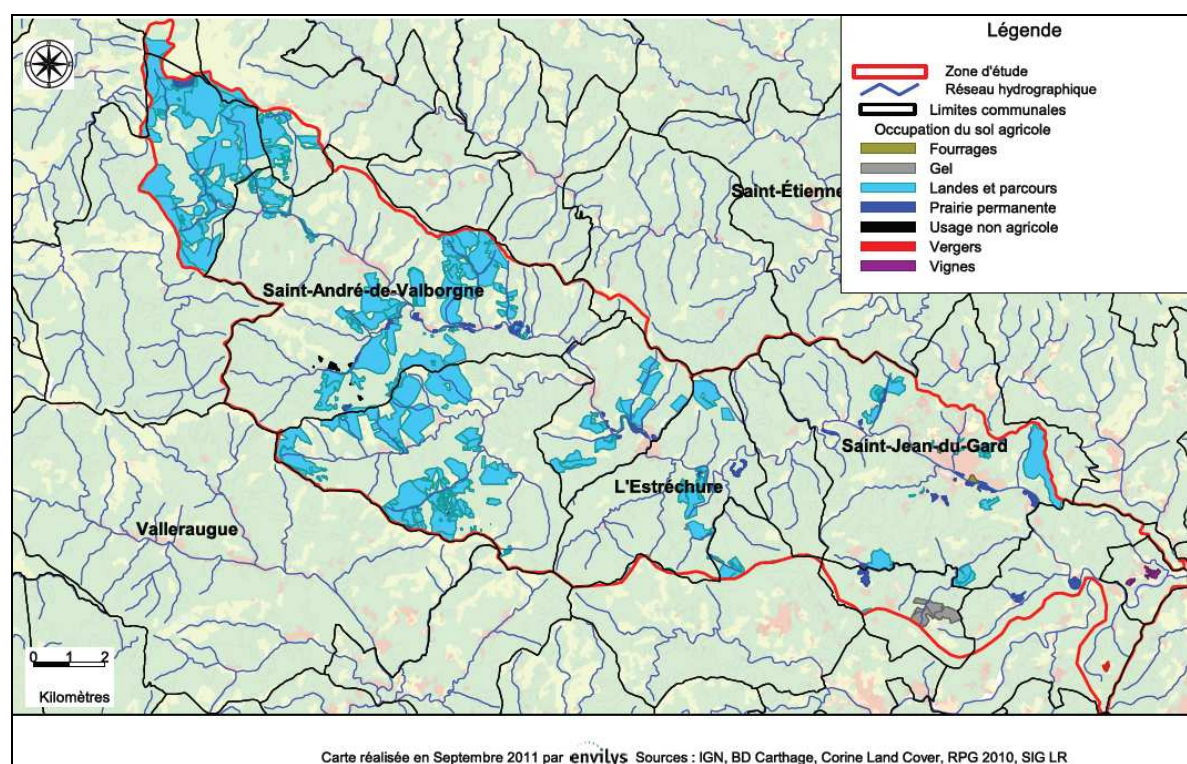 Légende
Zone d'étude
Réseau hydrographique
Limites communales
Occupation du sol agricole
Fourrages
Gel
Landes et parcours
Prairie permanente
Usage non agricole
Vergers
Vignes
Saint-Étienne
Saint-André-de-Valborgne
Saint-Jean-du-Gard
L'Estréchure
Valleraugue
0 1 2
Kilomètres
Carte réalisée en Septembre 2011 par envilys Sources : IGN, BD Carthage, Corine Land Cover, RPG 2010, SIG LR